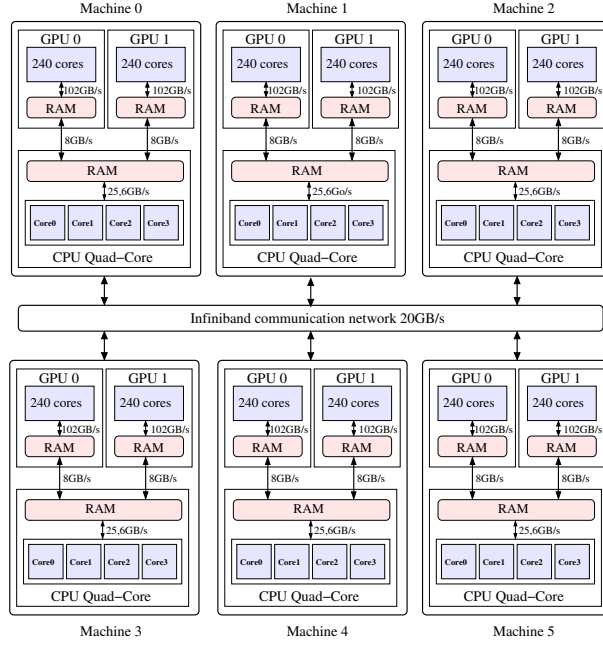 Machine 0
Machine 1
Machine 2
GPU 0 GPU 1 GPU 0 GPU 1 GPU 0 GPU 1
240 cores 240 cores 240 cores 240 cores 240 cores 240 cores
102GB/s 102GB/s 102GB/s 102GB/s 102GB/s 102GB/s
RAM RAM RAM RAM RAM RAM
8GB/s 8GB/s 8GB/s 8GB/s 8GB/s 8GB/s
RAM RAM RAM
25,6GB/s 25,6Go/s 25,6GB/s
Core0 Core1 Core2 Core3 Core0 Core1 Core2 Core3 Core0 Core1 Core2 Core3
CPU Quad−Core CPU Quad−Core CPU Quad−Core
Infiniband communication network 20GB/s
GPU 0 GPU 1 GPU 0 GPU 1 GPU 0 GPU 1
240 cores 240 cores 240 cores 240 cores 240 cores 240 cores
102GB/s 102GB/s 102GB/s 102GB/s 102GB/s 102GB/s
RAM RAM RAM RAM RAM RAM
8GB/s 8GB/s 8GB/s 8GB/s 8GB/s 8GB/s
RAM RAM RAM
25,6GB/s 25,6GB/s 25,6GB/s
Core0 Core1 Core2 Core3 Core0 Core1 Core2 Core3 Core0 Core1 Core2 Core3
CPU Quad−Core CPU Quad−Core CPU Quad−Core
Machine 3
Machine 4
Machine 5